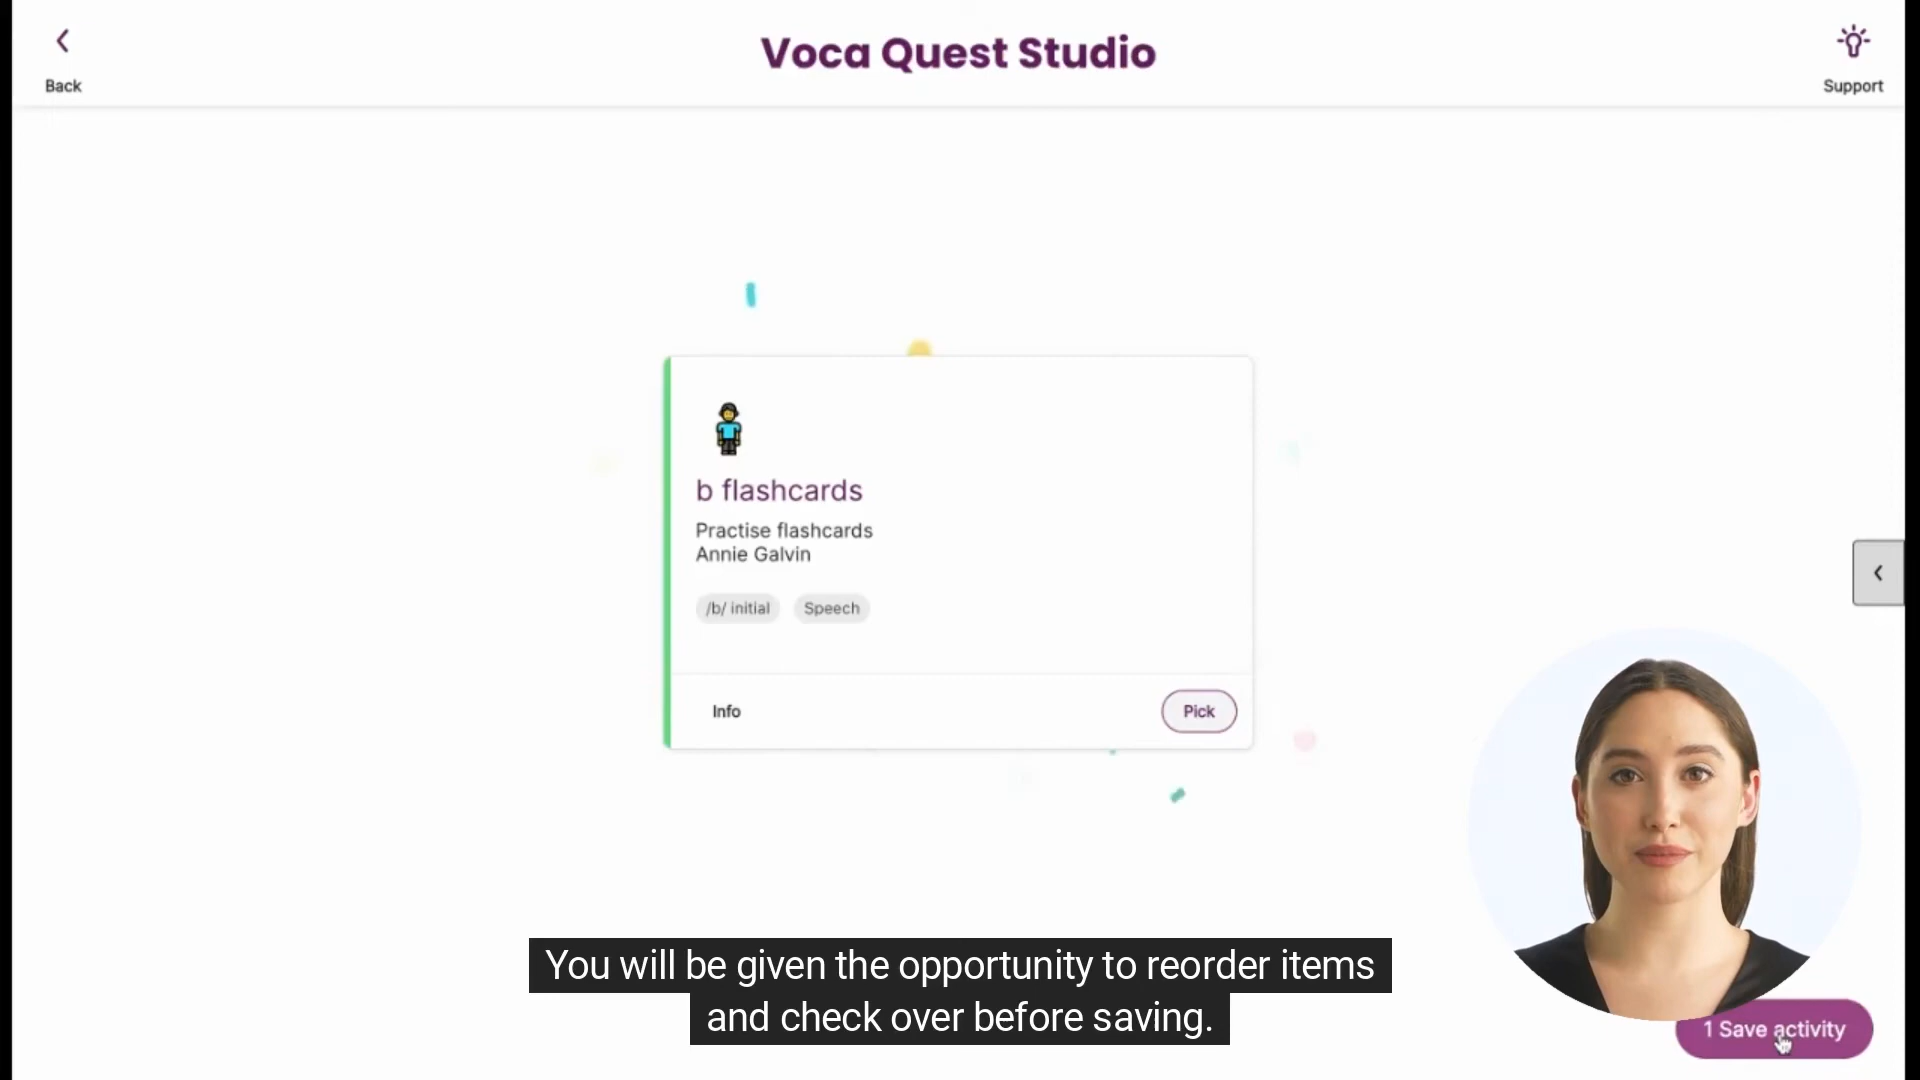 Voca Quest Studio
Back
Support
b flashcards
Practise flashcards
Annie Galvin
/b/ initial
Speech
Info
Pick
You will be given the opportunity to reorder items
and check over before saving.
1 Save activity